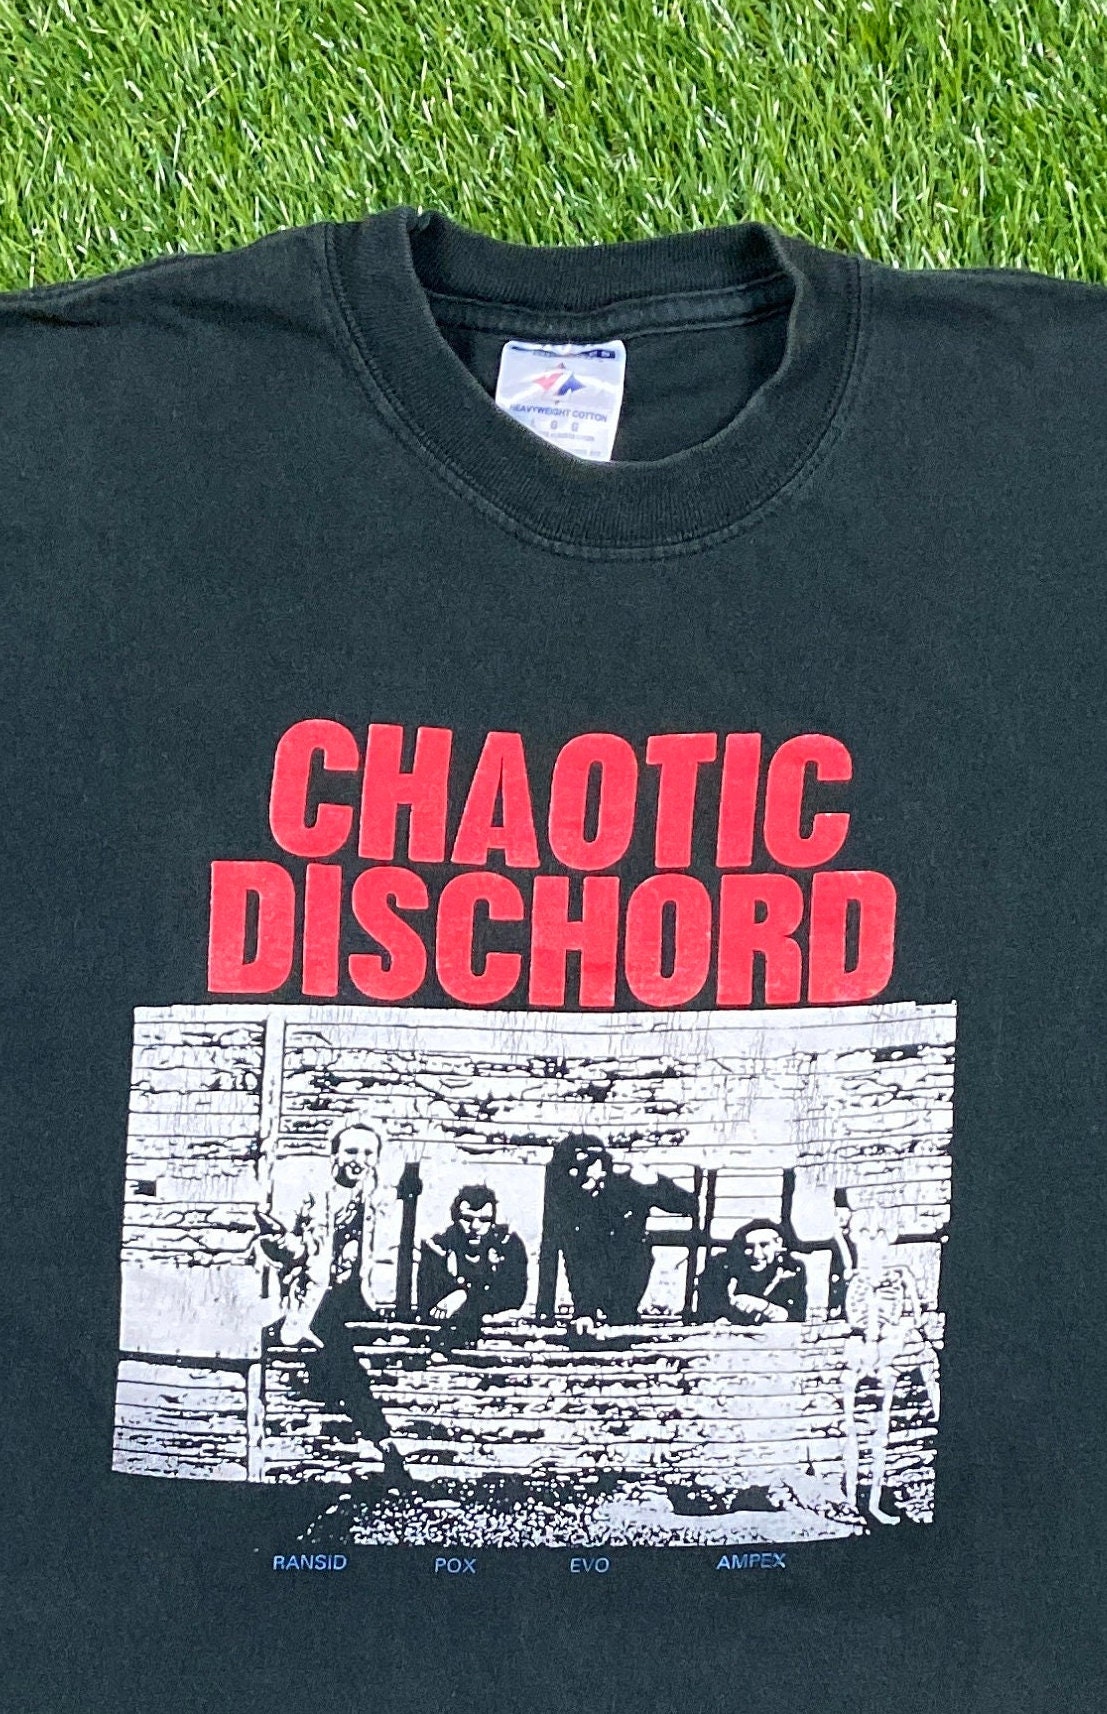 HEAVYWEIGHT COTTON
CHAOTIC
DISCHORD
RANSID POX EVO AMPEX